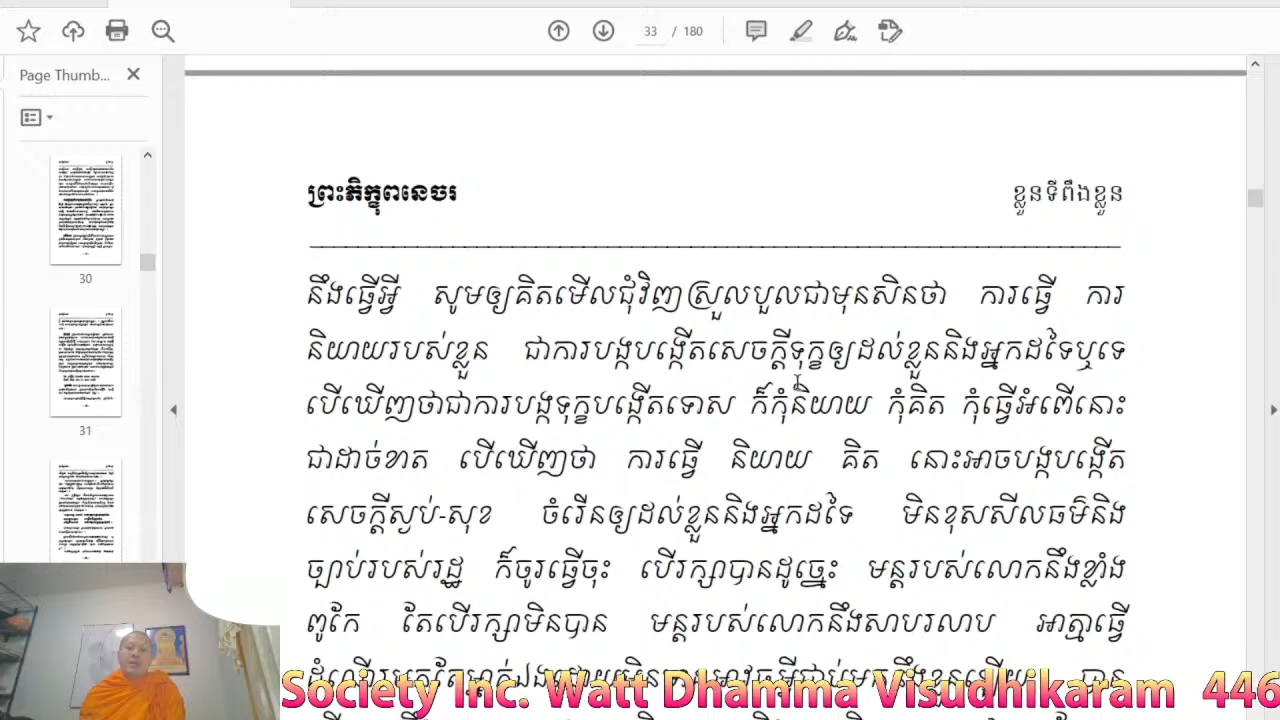 33 / 180
Page Thumb...
30
31
ព្រះភិក្ខុពនេចរ ខ្លួនទីពឹងខ្លួន
នឹងធ្វើអ្វី សូមឲ្យគិតមើលជុំវិញស្រួលបួលជាមុនសិនថា ការធ្វើ ការ
និយាយរបស់ខ្លួន ជាការបង្កបង្កើតសេចក្តីទុក្ខឲ្យដល់ខ្លួននិងអ្នកដទៃឬទេ
បើឃើញថាជាការបង្កទុក្ខបង្កើតទោស ក៏កុំនិយាយ កុំគិត កុំធ្វើអំពើនោះ
ជាដាច់ខាត បើឃើញថា ការធ្វើ និយាយ គិត នោះអាចបង្កបង្កើត
សេចក្តីស្ងប់-សុខ ចំរើនឲ្យដល់ខ្លួននិងអ្នកដទៃ មិនខុសសីលធម៌និង
ច្បាប់របស់រដ្ឋ ក៏ចូរធ្វើចុះ បើរក្សាបានដូច្នេះ មន្តរបស់លោកនឹងខ្លាំង
ពូកែ តែបើរក្សាមិនបាន មន្តរបស់លោកនឹងសាបរលាប អាត្មាធ្វើ
Society Inc. Watt Dhamma Visudhikaram 446